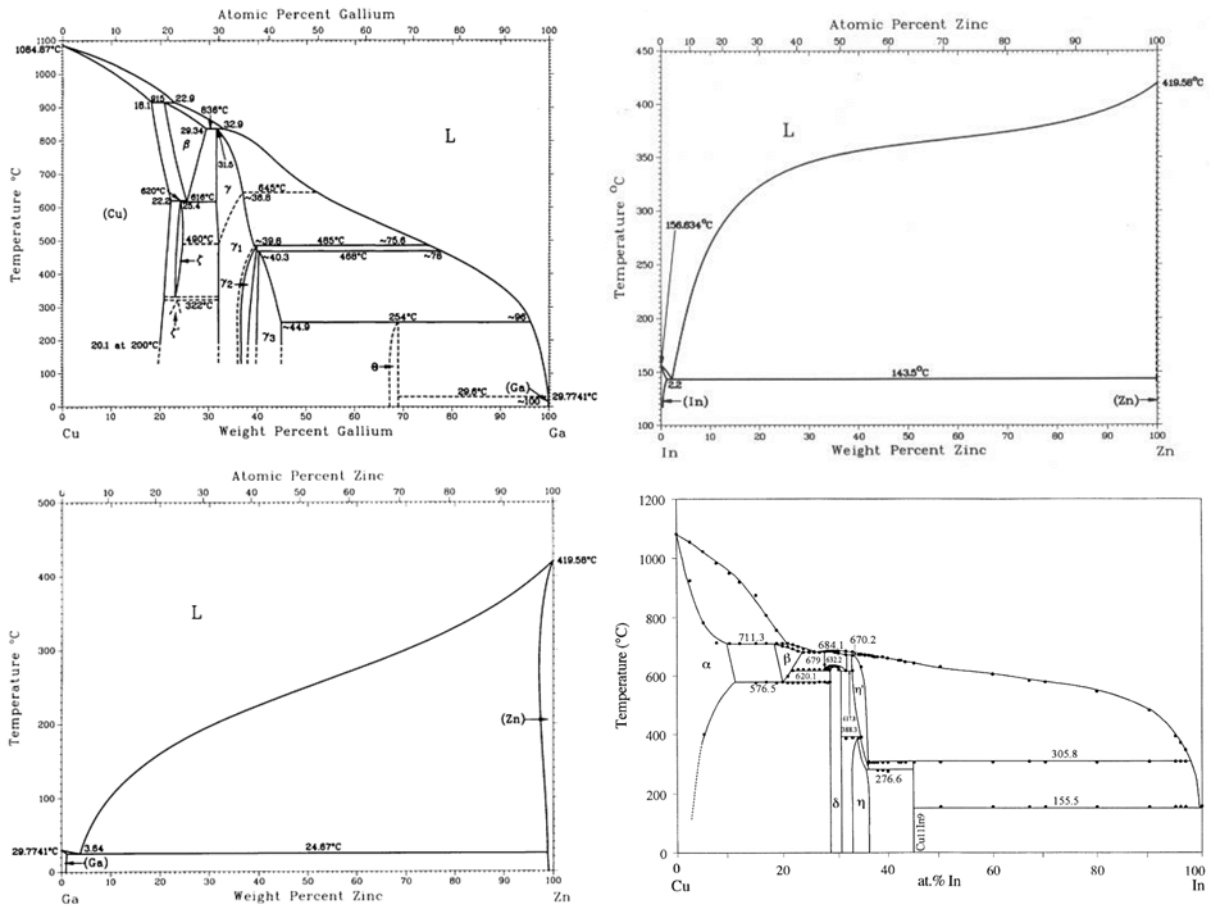 Atomic Percent Gallium
0 10 20 30 40 50 60 70 80 90 100
1100
1084.87°C
1000
915 22.9
18.1
900
836°C
32.9
29.34
800
β
31.5
L
700
γ
645°C
~36.8
620°C
616°C
22.2
25.4
600
(Cu)
490°C
500
γ1
~39.8 485°C ~75.6
468°C
~40.3 ~78
400
ζ
γ2
322°C
300
254°C
~44.9 ~96
ζ'
γ3
200
20.1 at 200°C
θ
100
(Ga)
29.6°C
29.7741°C
~100
0
Temperature °C
0 10 20 30 40 50 60 70 80 90 100
Cu Weight Percent Gallium Ga
Atomic Percent Zinc
0 10 20 30 40 50 60 70 80 90 100
450
419.58°C
400
L
350
300
250
156.634°C
200
150
143.5°C
2.2
(In) (Zn)
100
Temperature °C
0 10 20 30 40 50 60 70 80 90 100
In Weight Percent Zinc Zn
Atomic Percent Zinc
10 20 30 40 50 60 70 80 90 100
500
419.58°C
400
L
300
(Zn)
200
100
29.7741°C
3.64 24.67°C
(Ga)
0
Temperature °C
0 10 20 30 40 50 60 70 80 90 100
Ga Weight Percent Zinc Zn
1200
1000
800
711.3
684.1 670.2
α
β
679 632.2
620.1
600
576.5
η'
400
305.8
276.6
200
155.5
δ
η
Cu11In9
0
Temperature (°C)
0 20 40 60 80 100
Cu at.% In In